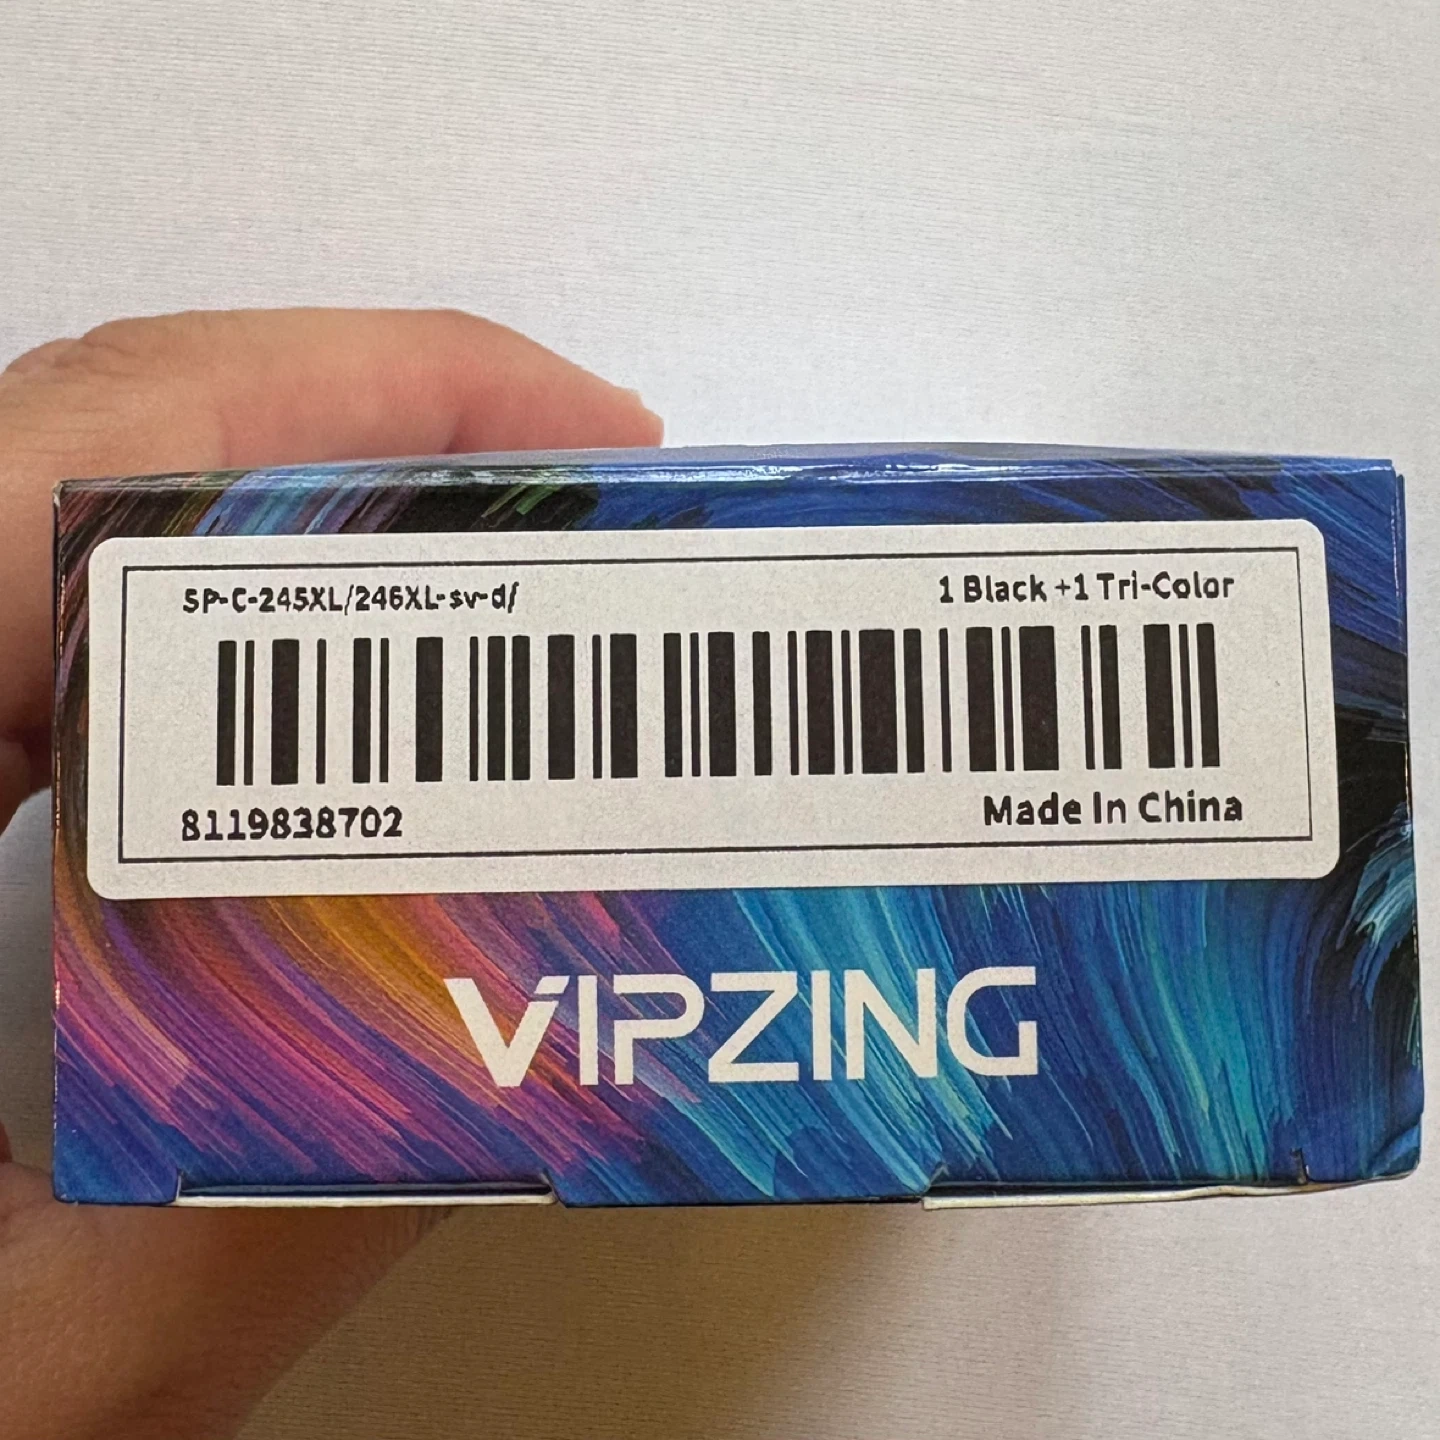 SP-C-245XL/246XL-sv-d/
1 Black +1 Tri-Color
8119838702
Made In China
VIPZING